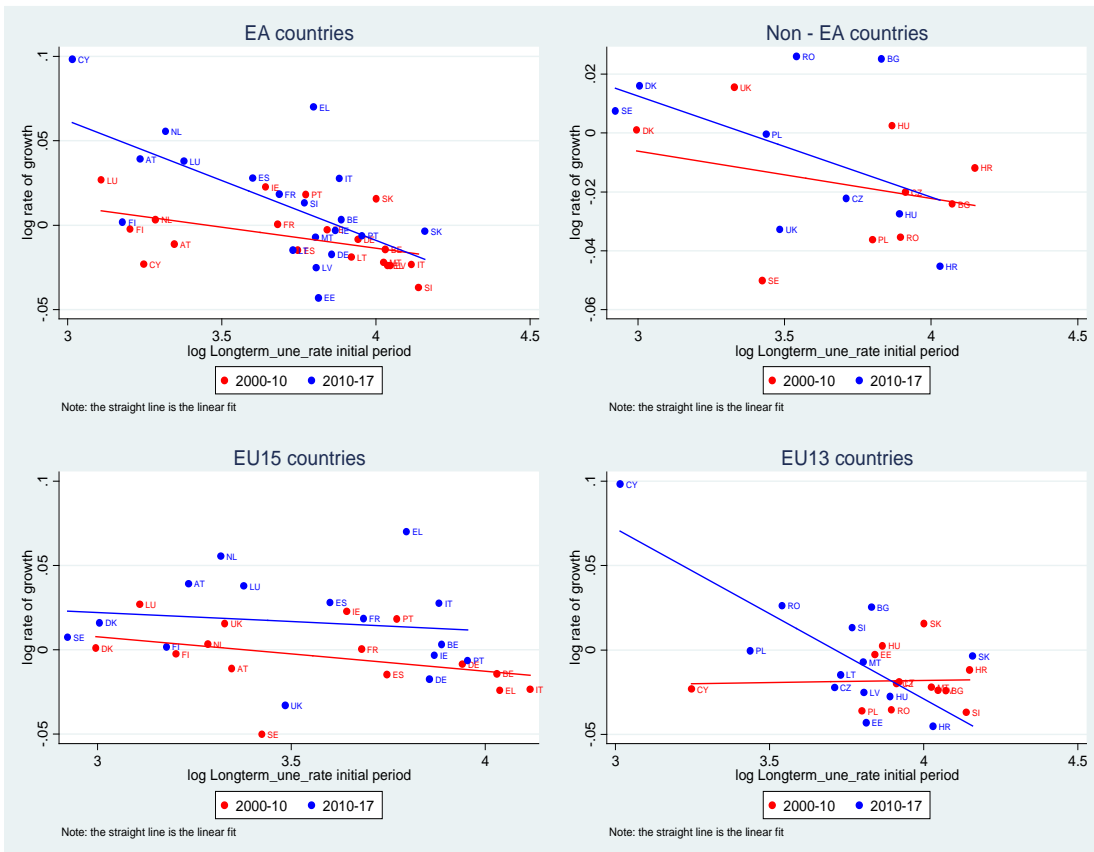 EA countries
log rate of growth
.1
.05
0
-.05
CY
EL
NL
AT
LU
ES
IT
LU
IE
FR
PT
SI
SK
FI
NL
FI
FR
BE
IE
MT
PT
SK
AT
ES
DE
BE
LT
CY
LV
MT
IT
EE
SI
3
3.5
4
4.5
log Longterm_une_rate initial period
2000-10
2010-17
Note: the straight line is the linear fit
Non - EA countries
log rate of growth
.02
0
-.02
-.04
-.06
RO
BG
DK
UK
SE
DK
PL
HU
HR
CZ
CZ
BG
HU
UK
PL
RO
HR
SE
3
3.5
4
4.5
log Longterm_une_rate initial period
2000-10
2010-17
Note: the straight line is the linear fit
EU15 countries
log rate of growth
.1
.05
0
-.05
EL
NL
AT
LU
LU
ES
IT
IE
DK
UK
FR
PT
SE
DK
FI
FI
NL
FR
BE
IE
PT
DE
AT
ES
DE
BE
EL
IT
UK
SE
3
3.5
4
log Longterm_une_rate initial period
2000-10
2010-17
Note: the straight line is the linear fit
EU13 countries
log rate of growth
.1
.05
0
-.05
CY
RO
BG
SI
SK
PL
HU
EE
SK
MT
HR
LT
CZ
CZ
CY
LV
HU
BG
PL
RO
SI
EE
HR
3
3.5
4
4.5
log Longterm_une_rate initial period
2000-10
2010-17
Note: the straight line is the linear fit